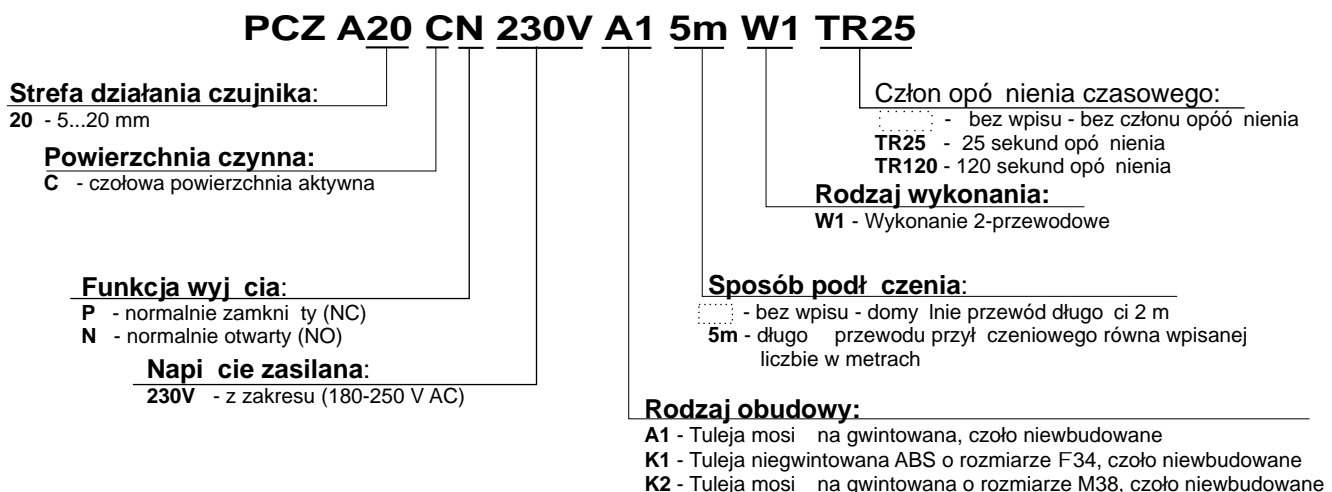 PCZ A20 CN 230V A1 5m W1 TR25
Strefa działania czujnika:
20 - 5...20 mm
Powierzchnia czynna:
C - czołowa powierzchnia aktywna
Funkcja wyj cia:
P - normalnie zamkni ty (NC)
N - normalnie otwarty (NO)
Napi cie zasilana:
230V - z zakresu (180-250 V AC)
Człon opó nienia czasowego:
- bez wpisu - bez członu opóó nienia
TR25 - 25 sekund opó nienia
TR120 - 120 sekund opó nienia
Rodzaj wykonania:
W1 - Wykonanie 2-przewodowe
Sposób podł czenia:
- bez wpisu - domy lnie przewód długo ci 2 m
5m - długo przewodu przył czeniowego równa wpisanej
liczbie w metrach
Rodzaj obudowy:
A1 - Tuleja mosi na gwintowana, czoło niewbudowane
K1 - Tuleja niegwintowana ABS o rozmiarze F34, czoło niewbudowane
K2 - Tuleja mosi na gwintowana o rozmiarze M38, czoło niewbudowane